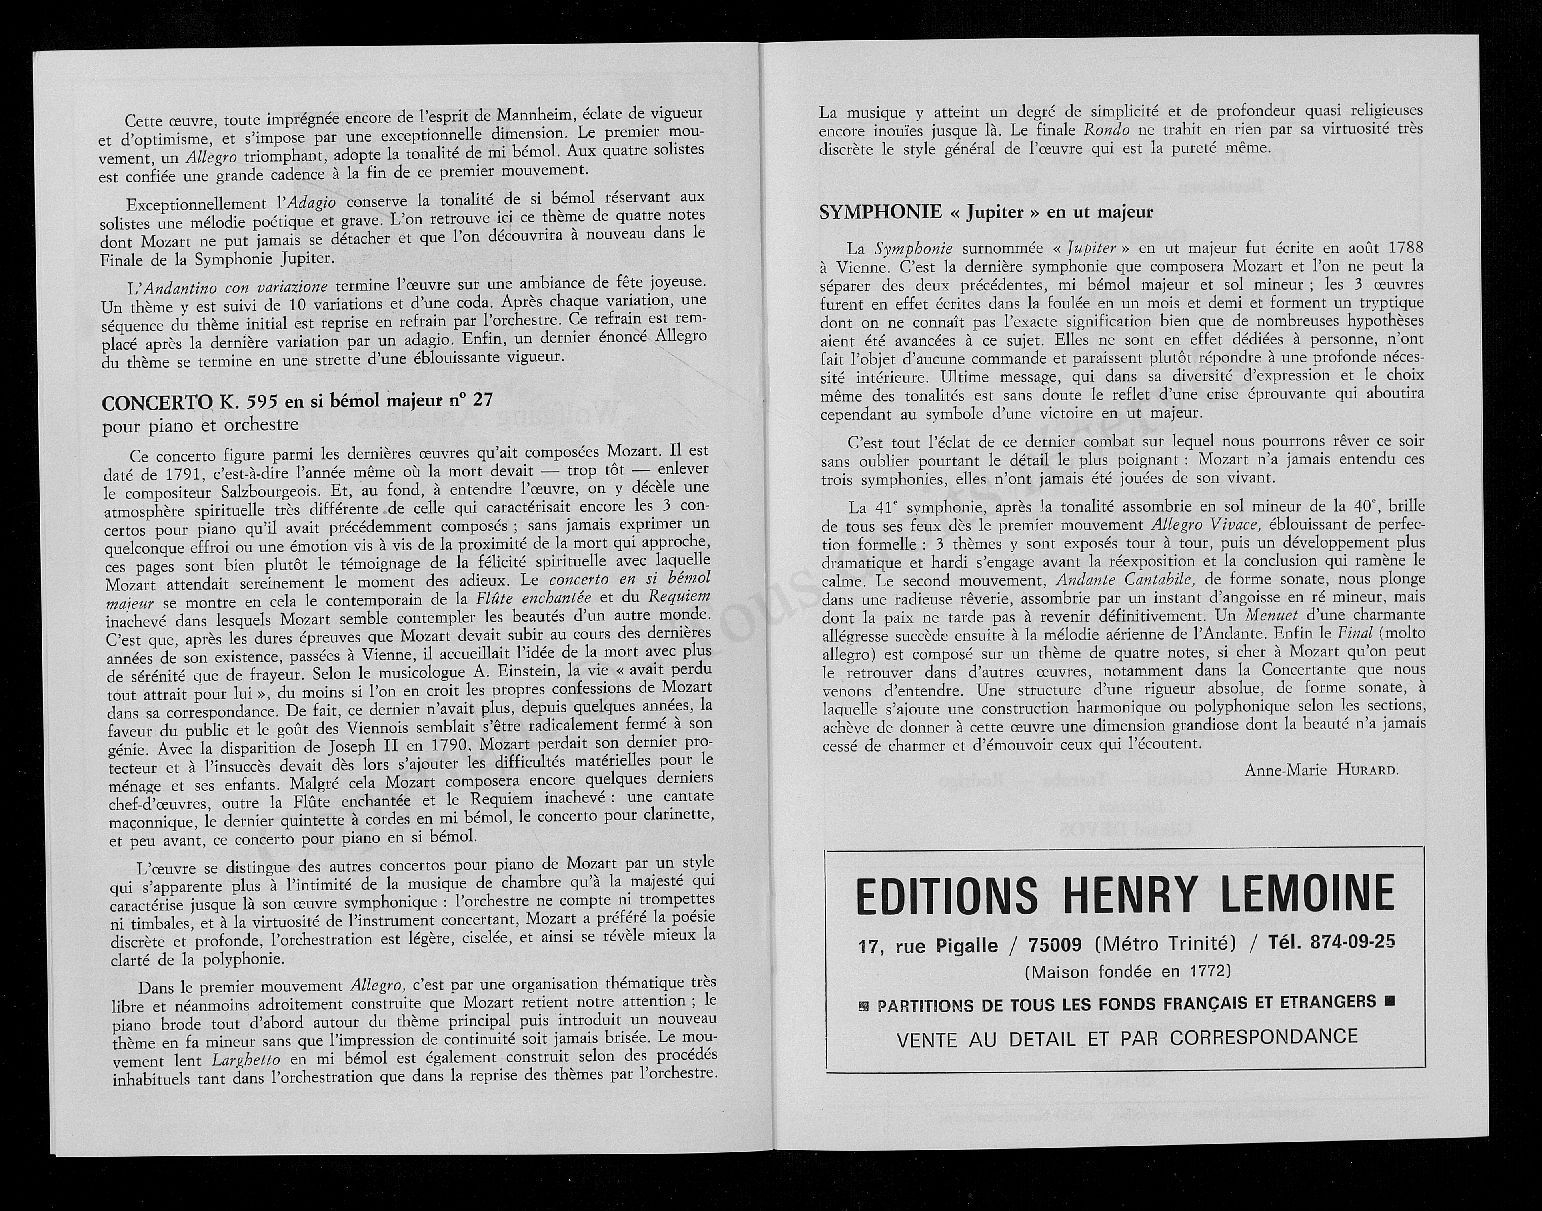 Cette œuvre, toute imprégnée encore de l'esprit de Mannheim, éclate de vigueur
et d'optimisme, et s'impose par une exceptionnelle dimension. Le premier mou-
vement, un Allegro triomphant, adopte la tonalité de mi bémol. Aux quatre solistes
est confiée une grande cadence à la fin de ce premier mouvement.
Exceptionnellement l'Adagio conserve la tonalité de si bémol réservant aux
solistes une mélodie poétique et grave. L'on retrouve ici ce thème de quatre notes
dont Mozart ne put jamais se détacher et que l'on découvrira à nouveau dans le
Finale de la Symphonie Jupiter.
L'Andantino con variazione termine l'œuvre sur une ambiance de fête joyeuse.
Un thème y est suivi de 10 variations et d'une coda. Après chaque variation, une
séquence du thème initial est reprise en refrain par l'orchestre. Ce refrain est rem-
placé après la dernière variation par un adagio. Enfin, un dernier énoncé Allegro
du thème se termine en une strette d'une éblouissante vigueur.
CONCERTO K. 595 en si bémol majeur n° 27
pour piano et orchestre
Ce concerto figure parmi les dernières œuvres qu'ait composées Mozart. Il est
daté de 1791, c'est-à-dire l'année même où la mort devait — trop tôt — enlever
le compositeur Salzbourgeois. Et, au fond, à entendre l'œuvre, on y décèle une
atmosphère spirituelle très différente de celle qui caractérisait encore les 3 con-
certos pour piano qu'il avait précédemment composés ; sans jamais exprimer un
quelconque effroi ou une émotion vis à vis de la proximité de la mort qui approche,
ces pages sont bien plutôt le témoignage de la félicité spirituelle avec laquelle
Mozart attendait sereinement le moment des adieux. Le concerto en si bémol
majeur se montre en cela le contemporain de la Flûte enchantée et du Requiem
inachevé dans lesquels Mozart semble contempler les beautés d'un autre monde.
C'est que, après les dures épreuves que Mozart devait subir au cours des dernières
années de son existence, passées à Vienne, il accueillait l'idée de la mort avec plus
de sérénité que de frayeur. Selon le musicologue A. Einstein, la vie « avait perdu
tout attrait pour lui », du moins si l'on en croit les propres confessions de Mozart
dans sa correspondance. De fait, ce dernier n'avait plus, depuis quelques années, la
faveur du public et le goût des Viennois semblait s'être radicalement fermé à son
génie. Avec la disparition de Joseph II en 1790, Mozart perdait son dernier pro-
tecteur et à l'insuccès devait dès lors s'ajouter les difficultés matérielles pour le
ménage et ses enfants. Malgré cela Mozart composera encore quelques derniers
chef-d'œuvres, outre la Flûte enchantée et le Requiem inachevé : une cantate
maçonnique, le dernier quintette à cordes en mi bémol, le concerto pour clarinette,
et peu avant, ce concerto pour piano en si bémol.
L'œuvre se distingue des autres concertos pour piano de Mozart par un style
qui s'apparente plus à l'intimité de la musique de chambre qu'à la majesté qui
caractérise jusque là son œuvre symphonique : l'orchestre ne compte ni trompettes
ni timbales, et à la virtuosité de l'instrument concertant, Mozart a préféré la poésie
discrète et profonde, l'orchestration est légère, ciselée, et ainsi se révèle mieux la
clarté de la polyphonie.
Dans le premier mouvement Allegro, c'est par une organisation thématique très
libre et néanmoins adroitement construite que Mozart retient notre attention ; le
piano brode tout d'abord autour du thème principal puis introduit un nouveau
thème en fa mineur sans que l'impression de continuité soit jamais brisée. Le mou-
vement lent Larghetto en mi bémol est également construit selon des procédés
inhabituels tant dans l'orchestration que dans la reprise des thèmes par l'orchestre.
La musique y atteint un degré de simplicité et de profondeur quasi religieuses
encore inouïes jusque là. Le finale Rondo ne trahit en rien par sa virtuosité très
discrète le style général de l'œuvre qui est la pureté même.
SYMPHONIE « Jupiter » en ut majeur
La Symphonie surnommée « Jupiter » en ut majeur fut écrite en août 1788
à Vienne. C'est la dernière symphonie que composera Mozart et l'on ne peut la
séparer des deux précédentes, mi bémol majeur et sol mineur ; les 3 œuvres
furent en effet écrites dans la foulée en un mois et demi et forment un tryptique
dont on ne connaît pas l'exacte signification bien que de nombreuses hypothèses
aient été avancées à ce sujet. Elles ne sont en effet dédiées à personne, n'ont
fait l'objet d'aucune commande et paraissent plutôt répondre à une profonde néces-
sité intérieure. Ultime message, qui dans sa diversité d'expression et le choix
même des tonalités est sans doute le reflet d'une crise éprouvante qui aboutira
cependant au symbole d'une victoire en ut majeur.
C'est tout l'éclat de ce dernier combat sur lequel nous pourrons rêver ce soir
sans oublier pourtant le détail le plus poignant : Mozart n'a jamais entendu ces
trois symphonies, elles n'ont jamais été jouées de son vivant.
La 41e symphonie, après la tonalité assombrie en sol mineur de la 40e, brille
de tous ses feux dès le premier mouvement Allegro Vivace, éblouissant de perfec-
tion formelle : 3 thèmes y sont exposés tour à tour, puis un développement plus
dramatique et hardi s'engage avant la réexposition et la conclusion qui ramène le
calme. Le second mouvement, Andante Cantabile, de forme sonate, nous plonge
dans une radieuse rêverie, assombrie par un instant d'angoisse en ré mineur, mais
dont la paix ne tarde pas à revenir définitivement. Un Menuet d'une charmante
allégresse succède ensuite à la mélodie aérienne de l'Andante. Enfin le Final (molto
allegro) est composé sur un thème de quatre notes, si cher à Mozart qu'on peut
le retrouver dans d'autres œuvres, notamment dans la Concertante que nous
venons d'entendre. Une structure d'une rigueur absolue, de forme sonate, à
laquelle s'ajoute une construction harmonique ou polyphonique selon les sections,
achève de donner à cette œuvre une dimension grandiose dont la beauté n'a jamais
cessé de charmer et d'émouvoir ceux qui l'écoutent.
Anne-Marie HURARD.
EDITIONS HENRY LEMOINE
17, rue Pigalle / 75009 (Métro Trinité) / Tél. 874-09-25
(Maison fondée en 1772)
■ PARTITIONS DE TOUS LES FONDS FRANÇAIS ET ETRANGERS ■
VENTE AU DETAIL ET PAR CORRESPONDANCE